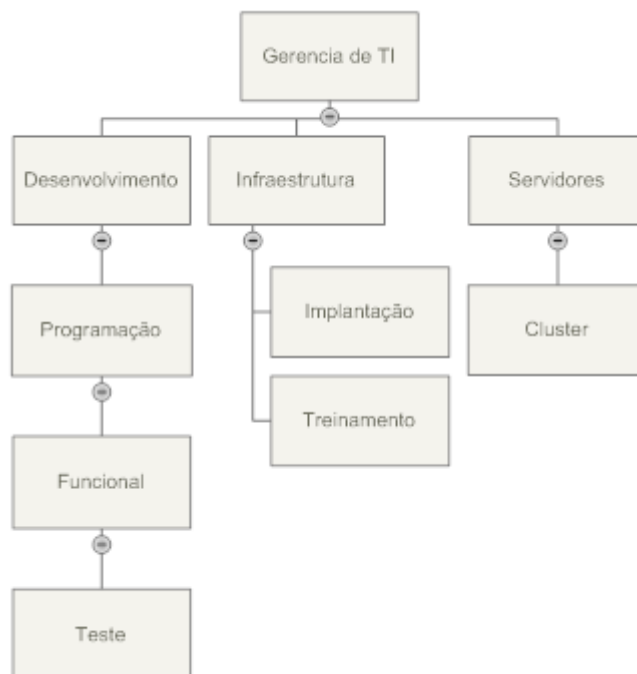 Gerencia de TI
Desenvolvimento
Infraestrutura
Servidores
Programação
Implantação
Cluster
Treinamento
Funcional
Teste